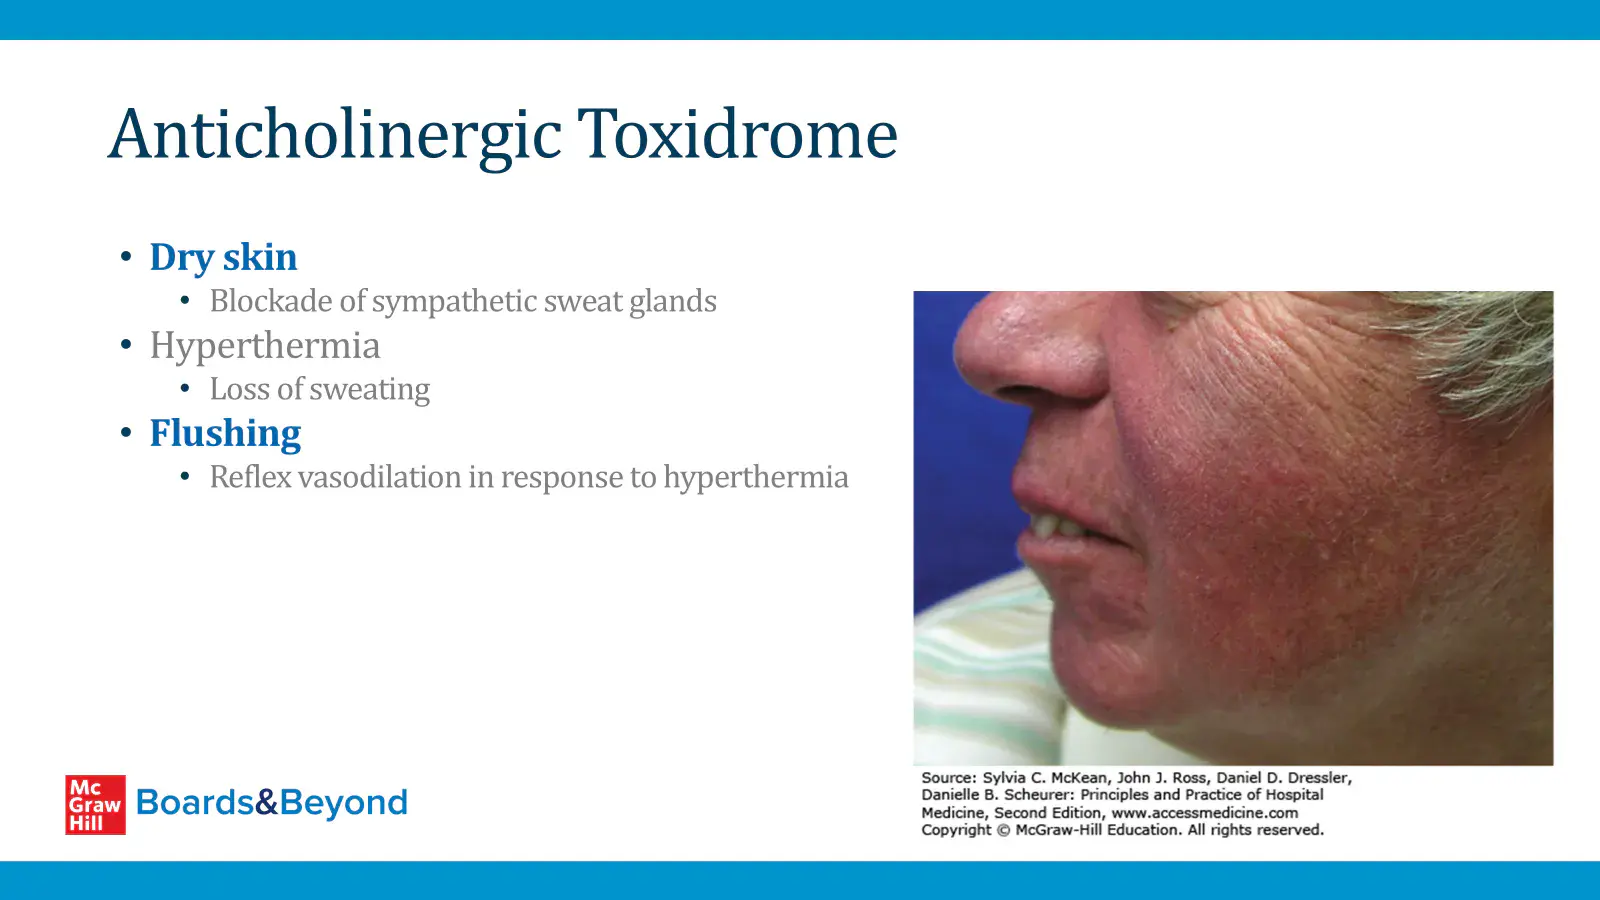 Anticholinergic Toxidrome
• Dry skin
• Blockade of sympathetic sweat glands
• Hyperthermia
• Loss of sweating
• Flushing
• Reflex vasodilation in response to hyperthermia
Source: Sylvia C. McKean, John J. Ross, Daniel D. Dressler,
Danielle B. Scheurer: Principles and Practice of Hospital
Medicine, Second Edition, www.accessmedicine.com
Copyright © McGraw-Hill Education. All rights reserved.
Mc
Graw
Hill
Boards&Beyond